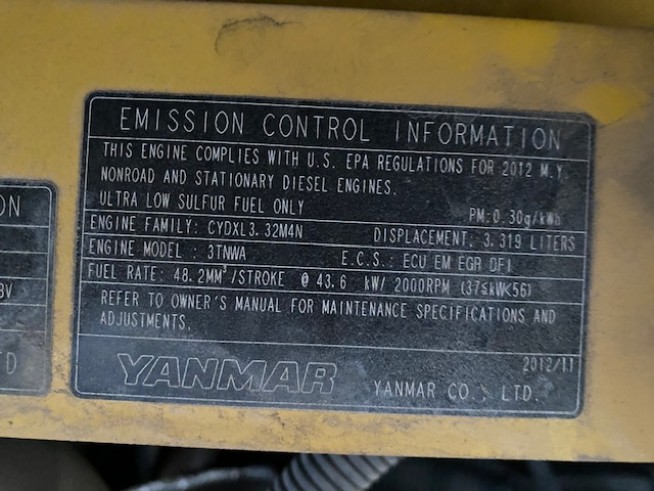 EMISSION CONTROL INFORMATION
THIS ENGINE COMPLIES WITH U.S. EPA REGULATIONS FOR 2012 M.Y.
NONROAD AND STATIONARY DIESEL ENGINES.
ULTRA LOW SULFUR FUEL ONLY PM:0.30g/kWh
ENGINE FAMILY: CYDXL3.32M4N DISPLACEMENT: 3.319 LITERS
ENGINE MODEL : 3TNWA E.C.S.: ECU EM EGR DFI
FUEL RATE: 48.2MM³/STROKE @ 43.6 kW/ 2000RPM (37≤kW<56)
REFER TO OWNER'S MANUAL FOR MAINTENANCE SPECIFICATIONS AND
ADJUSTMENTS.
2012/11
YANMAR YANMAR CO., LTD.
ON
3V
TD